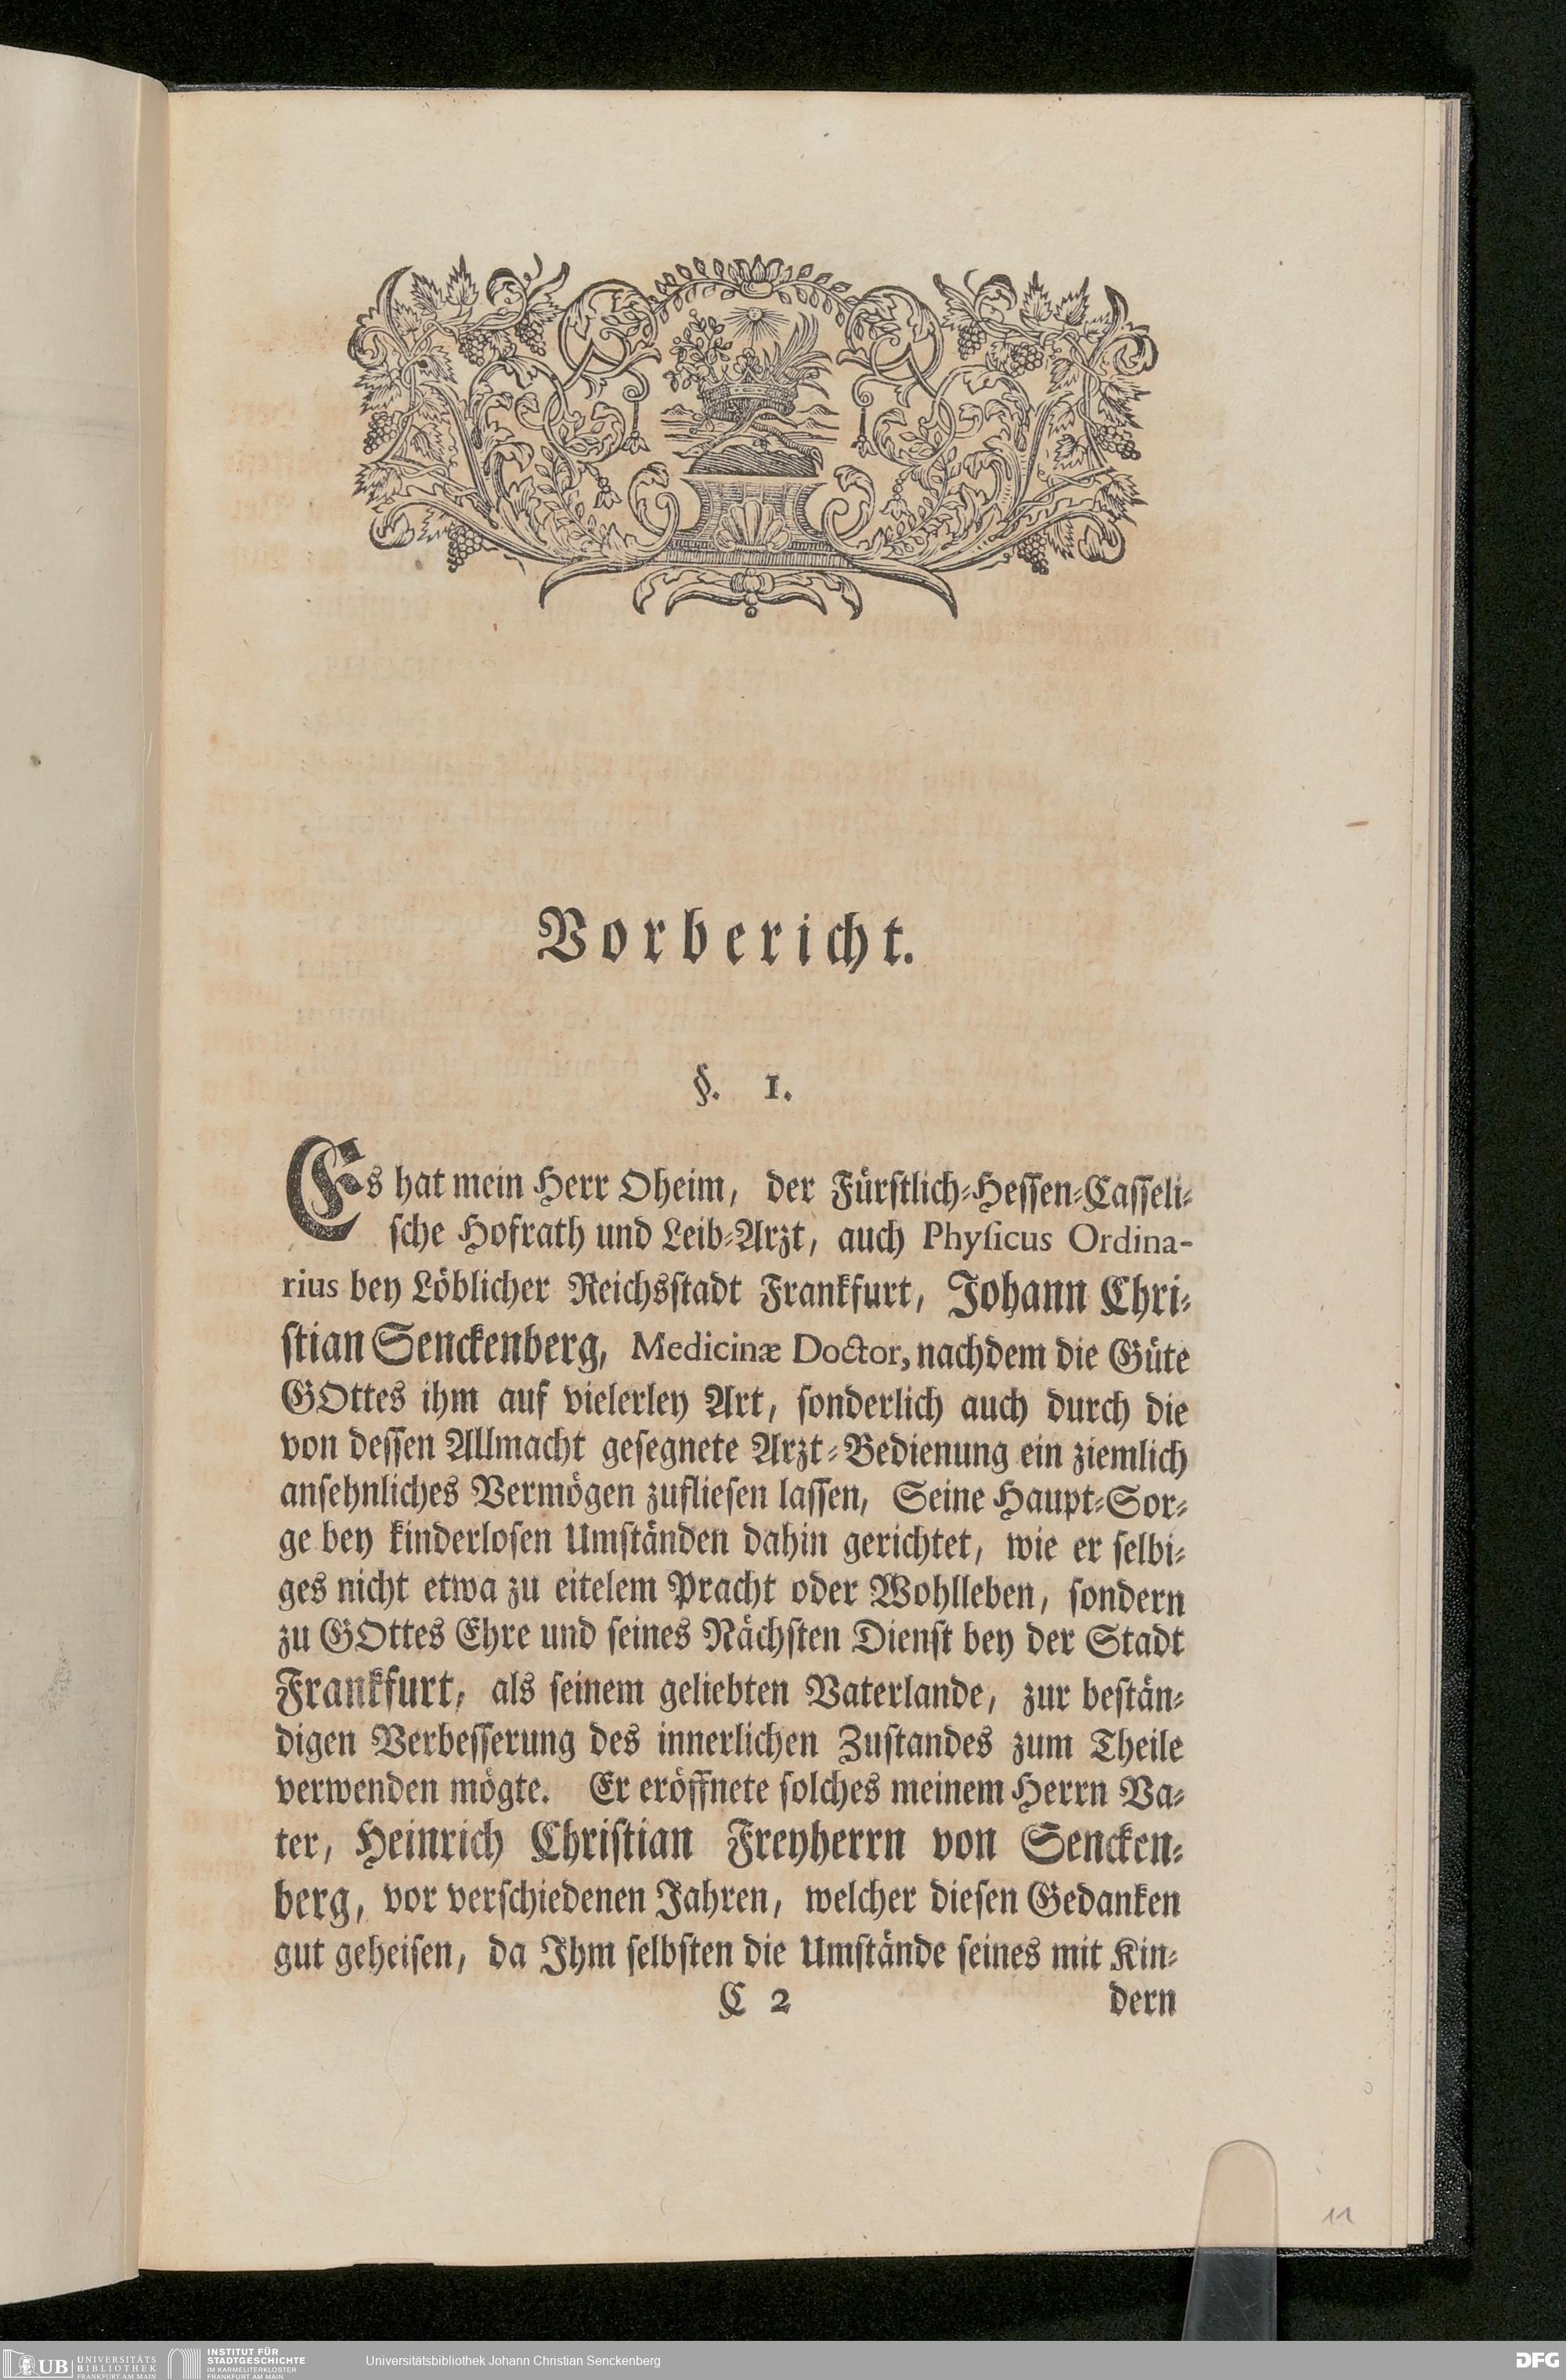 Vorbericht.
§. 1.
Es hat mein Herr Oheim, der Fürstlich-Hessen-Casseli-
sche Hofrath und Leib-Arzt, auch Physicus Ordina-
rius bey Löblicher Reichsstadt Frankfurt, Johann Chri-
stian Senckenberg, Medicinæ Doctor, nachdem die Güte
GOttes ihm auf vielerley Art, sonderlich auch durch die
von dessen Allmacht gesegnete Arzt-Bedienung ein ziemlich
ansehnliches Vermögen zufliesen lassen, Seine Haupt-Sor-
ge bey kinderlosen Umständen dahin gerichtet, wie er selbi-
ges nicht etwa zu eitelem Pracht oder Wohlleben, sondern
zu GOttes Ehre und seines Nächsten Dienst bey der Stadt
Frankfurt, als seinem geliebten Vaterlande, zur bestän-
digen Verbesserung des innerlichen Zustandes zum Theile
verwenden mögte. Er eröffnete solches meinem Herrn Va-
ter, Heinrich Christian Freyherrn von Sencken-
berg, vor verschiedenen Jahren, welcher diesen Gedanken
gut geheisen, da Ihm selbsten die Umstände seines mit Kin-
C 2 dern
11
UB UNIVERSITÄTS
BIBLIOTHEK
FRANKFURT AM MAIN
INSTITUT FÜR
STADTGESCHICHTE
IM KARMELITERKLOSTER
FRANKFURT AM MAIN
Universitätsbibliothek Johann Christian Senckenberg
DFG